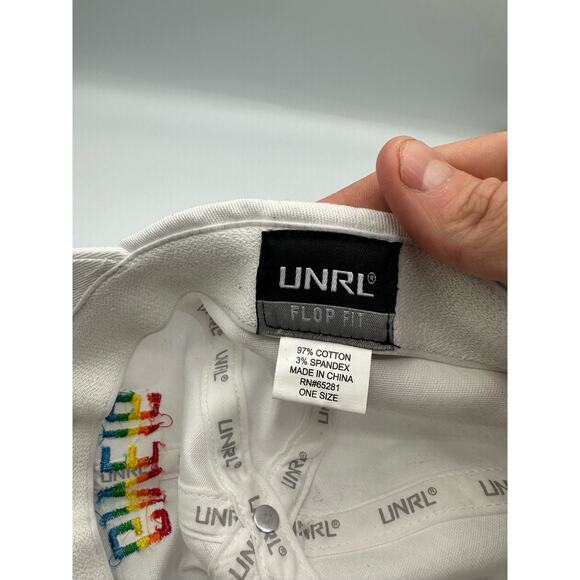 UNRL®
FLOP FIT
97% COTTON
3% SPANDEX
MADE IN CHINA
RN#65281
ONE SIZE
UNRL®
UNRL
UNRL®
UNRL
UNRL®
UNRL®
UN